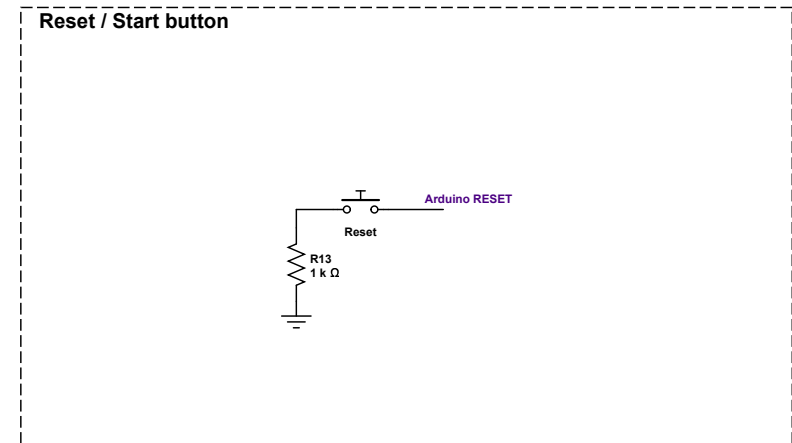 Reset / Start button
Arduino RESET
Reset
R13
1 k Ω